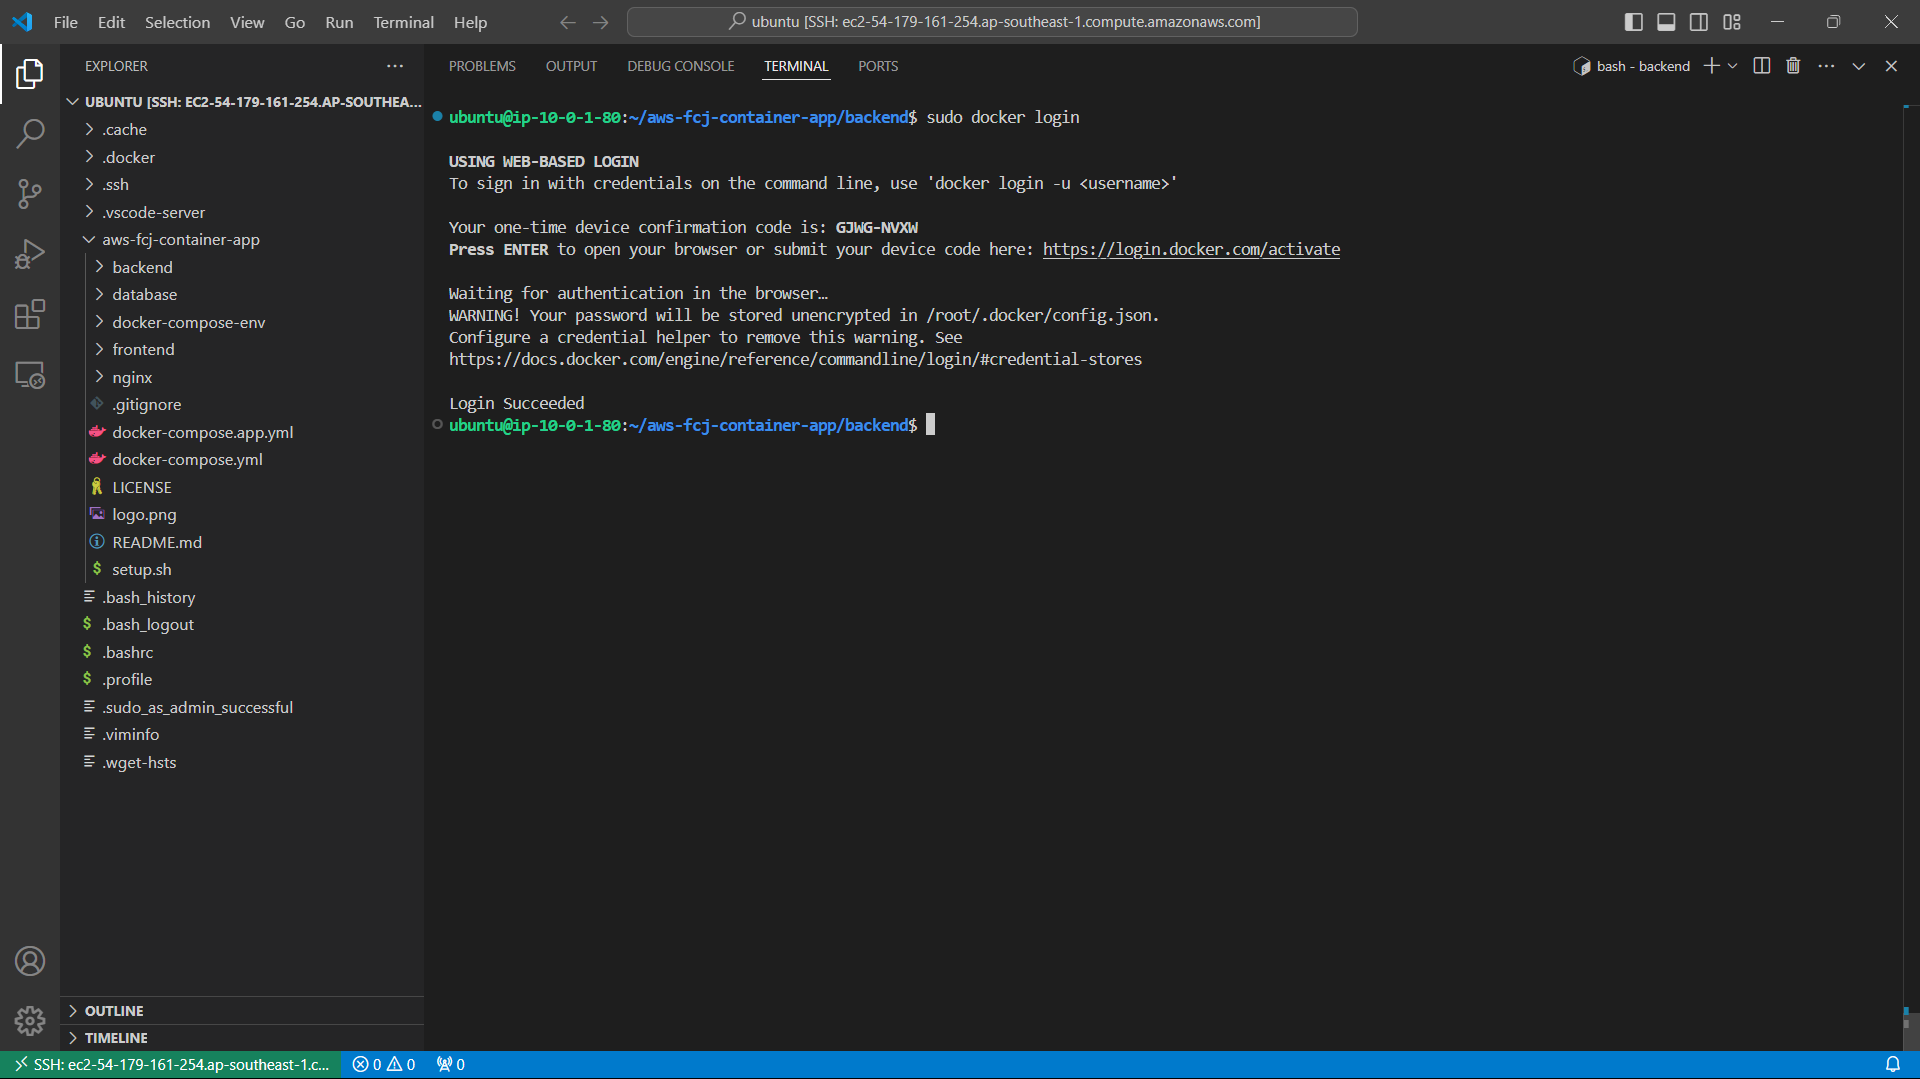 File Edit Selection View Go Run Terminal Help
ubuntu [SSH: ec2-54-179-161-254.ap-southeast-1.compute.amazonaws.com]
EXPLORER
UBUNTU [SSH: EC2-54-179-161-254.AP-SOUTHEA...
.cache
.docker
.ssh
.vscode-server
aws-fcj-container-app
backend
database
docker-compose-env
frontend
nginx
.gitignore
docker-compose.app.yml
docker-compose.yml
LICENSE
logo.png
README.md
setup.sh
.bash_history
.bash_logout
.bashrc
.profile
.sudo_as_admin_successful
.viminfo
.wget-hsts
OUTLINE
TIMELINE
PROBLEMS OUTPUT DEBUG CONSOLE TERMINAL PORTS
bash - backend
ubuntu@ip-10-0-1-80:~/aws-fcj-container-app/backend$ sudo docker login
USING WEB-BASED LOGIN
To sign in with credentials on the command line, use 'docker login -u <username>'
Your one-time device confirmation code is: GJWG-NVXW
Press ENTER to open your browser or submit your device code here: https://login.docker.com/activate
Waiting for authentication in the browser…
WARNING! Your password will be stored unencrypted in /root/.docker/config.json.
Configure a credential helper to remove this warning. See
https://docs.docker.com/engine/reference/commandline/login/#credential-stores
Login Succeeded
ubuntu@ip-10-0-1-80:~/aws-fcj-container-app/backend$
SSH: ec2-54-179-161-254.ap-southeast-1.c... 0 0 0